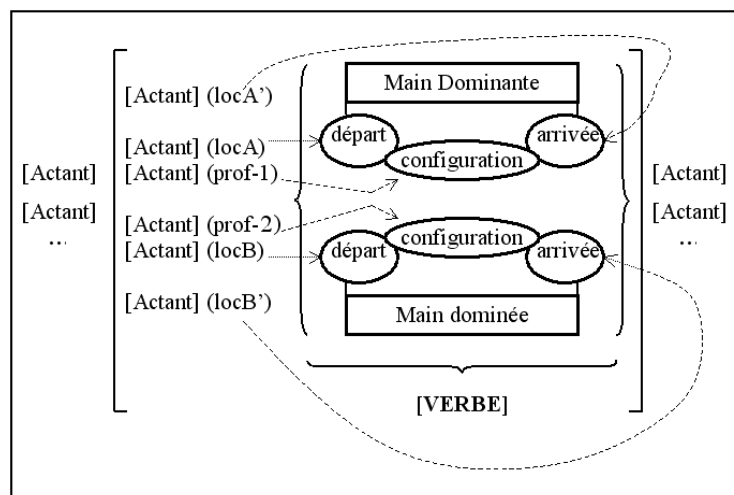 [Actant] (locA’)
Main Dominante
départ
arrivée
[Actant] (locA)
configuration
[Actant]
[Actant] (prof-1)
[Actant]
[Actant]
[Actant] (prof-2)
[Actant]
...
[Actant] (locB)
configuration
...
départ
arrivée
[Actant] (locB’)
Main dominée
[VERBE]